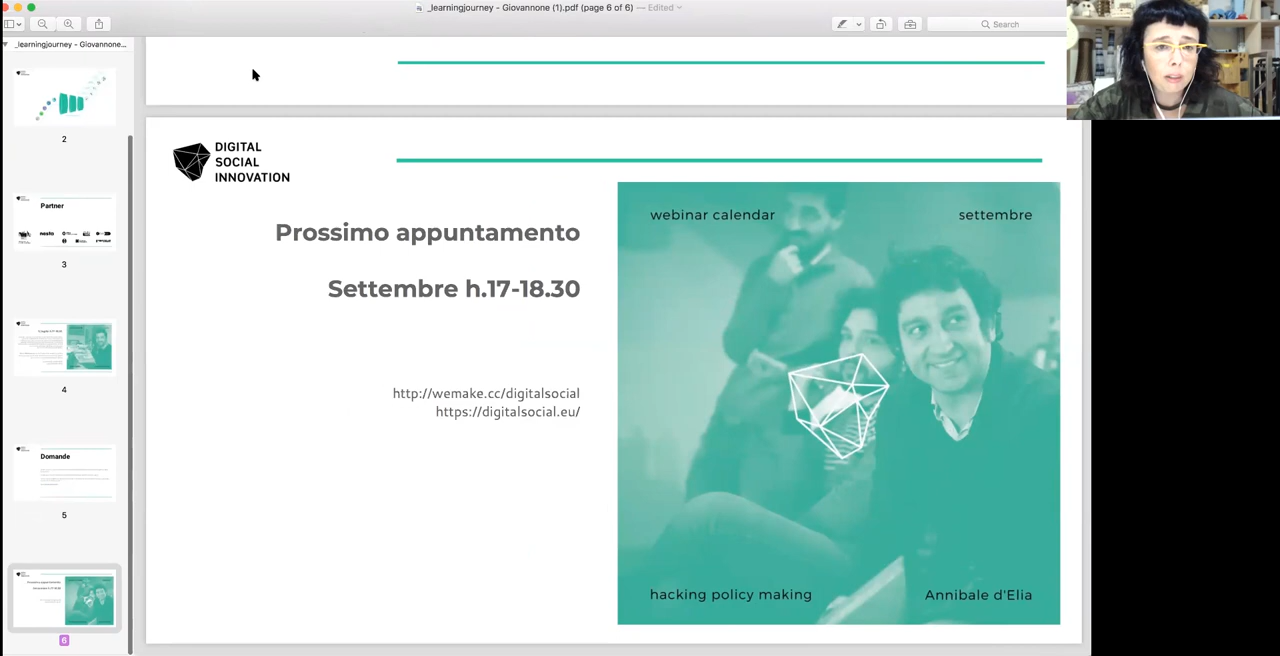 _learningjourney - Giovannone (1).pdf (page 6 of 6) — Edited
Search
_learningjourney - Giovannone...
2
Partner
3
4
Domande
5
6
DIGITAL
SOCIAL
INNOVATION
Prossimo appuntamento
Settembre h.17-18.30
http://wemake.cc/digitalsocial
https://digitalsocial.eu/
webinar calendar
settembre
hacking policy making
Annibale d'Elia